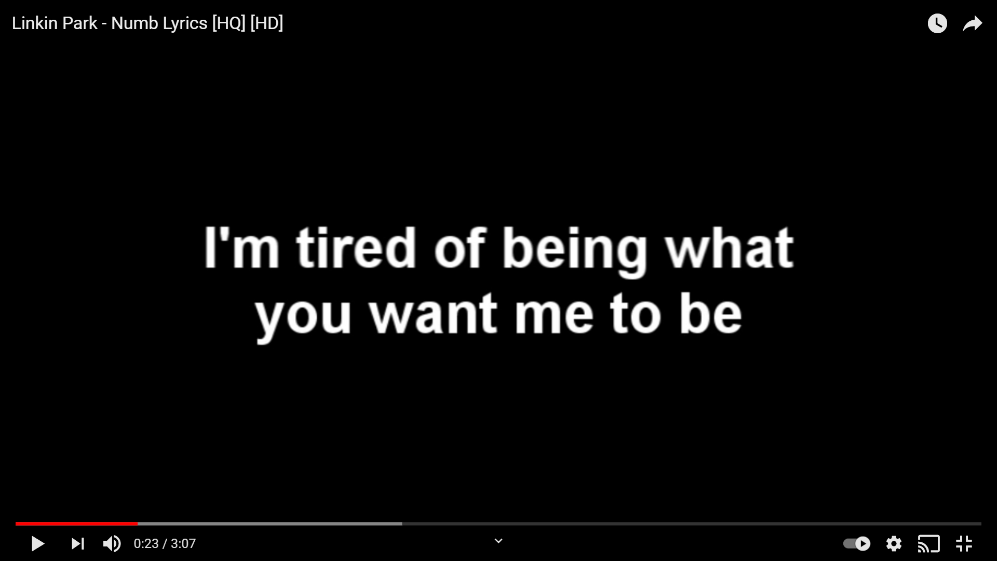 Linkin Park - Numb Lyrics [HQ] [HD]
I'm tired of being what
you want me to be
0:23 / 3:07